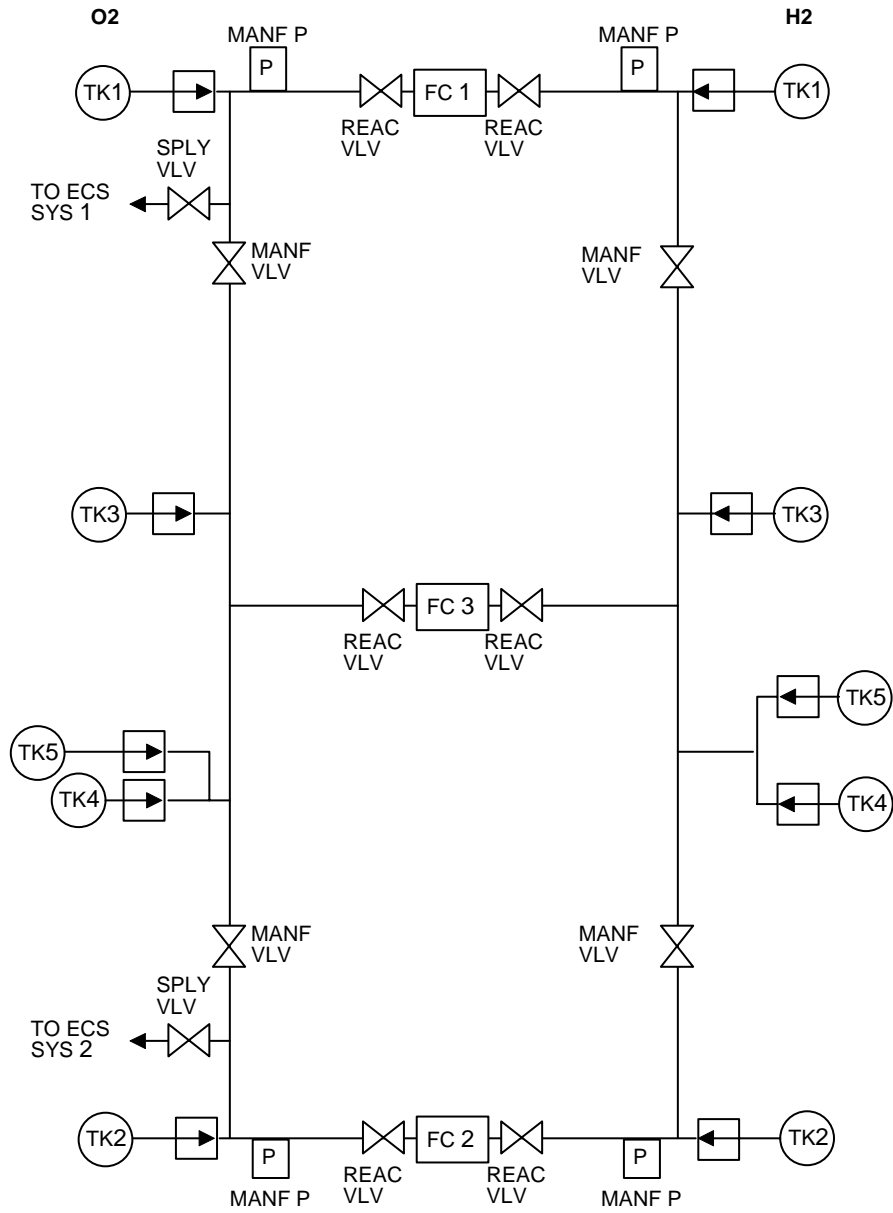 O2
H2
MANF P
MANF P
P
P
TK1
FC 1
TK1
REAC
VLV
REAC
VLV
SPLY
VLV
TO ECS
SYS 1
MANF
VLV
MANF
VLV
TK3
TK3
FC 3
REAC
VLV
REAC
VLV
TK5
TK5
TK4
TK4
MANF
VLV
MANF
VLV
SPLY
VLV
TO ECS
SYS 2
TK2
FC 2
TK2
P
P
REAC
VLV
REAC
VLV
MANF P
MANF P